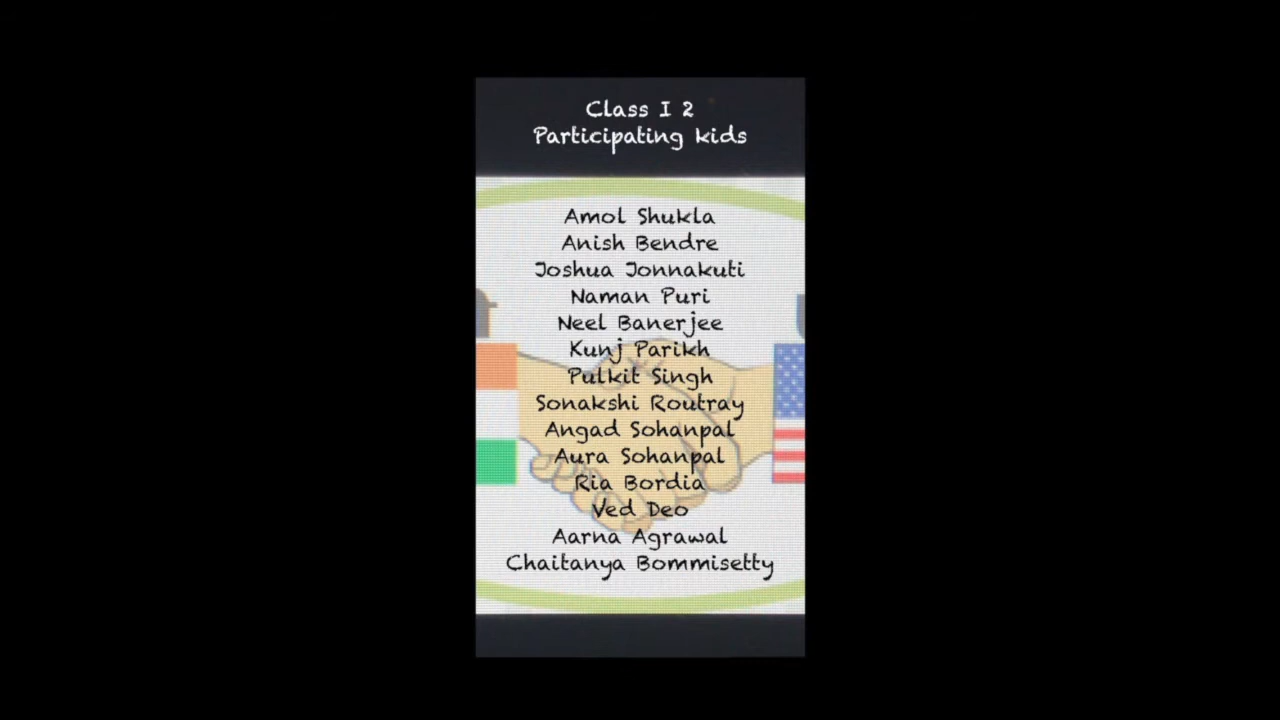 Class I 2
Participating kids
Amol Shukla
Anish Bendre
Joshua Jonnakuti
Naman Puri
Neel Banerjee
Kunj Parikh
Pulkit Singh
Sonakshi Routray
Angad Sohanpal
Aura Sohanpal
Ria Bordia
Ved Deo
Aarna Agrawal
Chaitanya Bommisetty